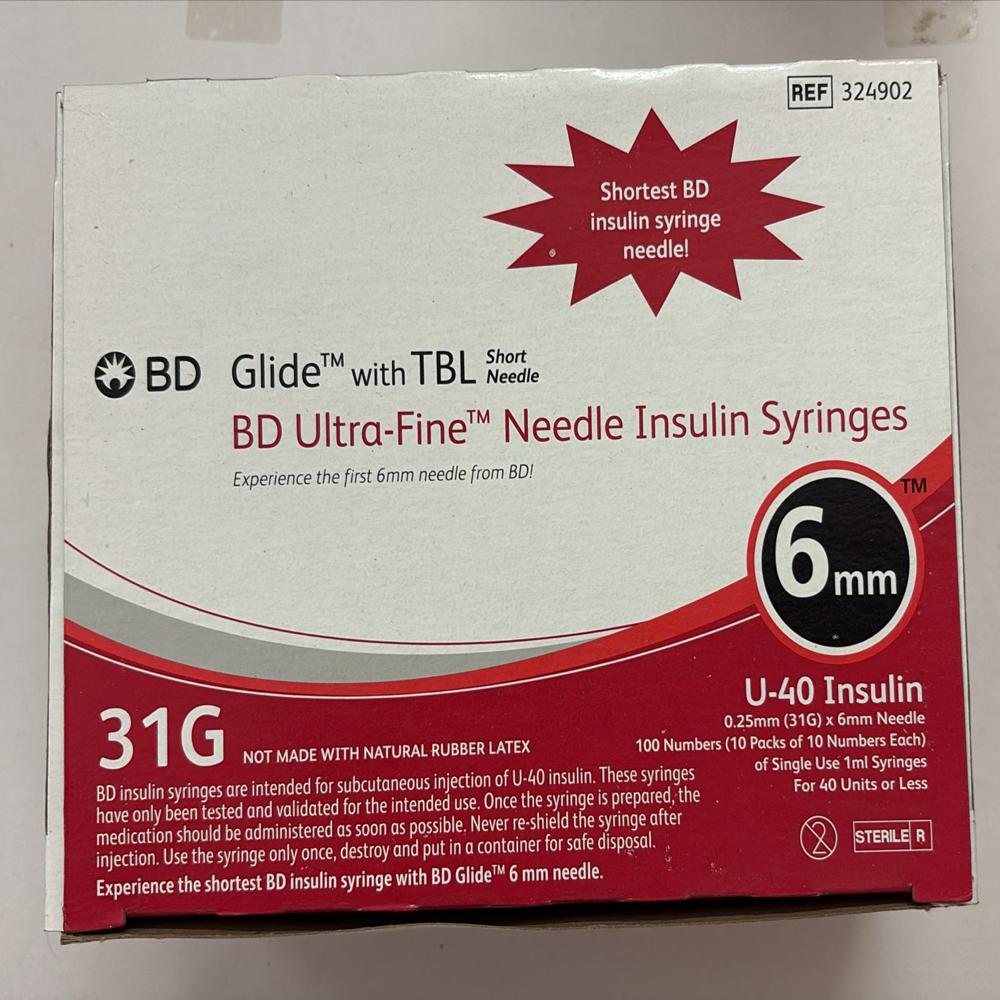 REF 324902
Shortest BD
insulin syringe
needle!
BD Glide™ with TBL Short Needle
BD Ultra-Fine™ Needle Insulin Syringes
Experience the first 6mm needle from BD!
6mm ™
U-40 Insulin
0.25mm (31G) x 6mm Needle
100 Numbers (10 Packs of 10 Numbers Each)
of Single Use 1ml Syringes
For 40 Units or Less
31G NOT MADE WITH NATURAL RUBBER LATEX
BD insulin syringes are intended for subcutaneous injection of U-40 insulin. These syringes
have only been tested and validated for the intended use. Once the syringe is prepared, the
medication should be administered as soon as possible. Never re-shield the syringe after
injection. Use the syringe only once, destroy and put in a container for safe disposal.
Experience the shortest BD insulin syringe with BD Glide™ 6 mm needle.
2
STERILE R